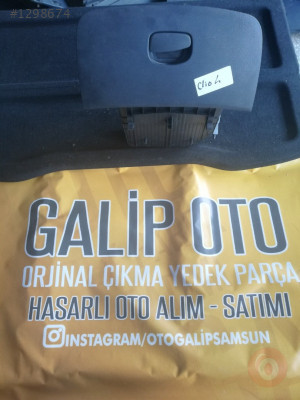 #1298674
Clio 4
GALİP OTO
ORJİNAL ÇIKMA YEDEK PARÇA
HASARLI OTO ALIM - SATIMI
INSTAGRAM/OTOGALIPSAMSUN